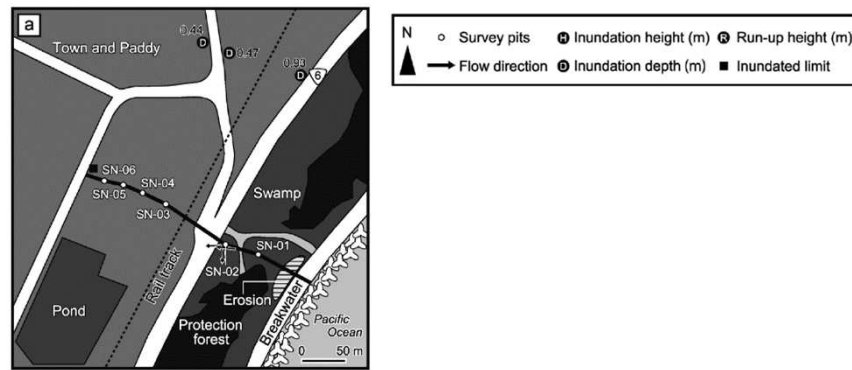 a
Town and Paddy
0.44
D
D
0.47
0.93
D
6
SN-06
SN-04
SN-05
SN-03
Swamp
SN-01
SN-02
Rail track
Erosion
Pond
Protection
forest
Breakwater
Pacific
Ocean
0 50 m
N
Survey pits
H Inundation height (m)
R Run-up height (m)
Flow direction
D Inundation depth (m)
Inundated limit